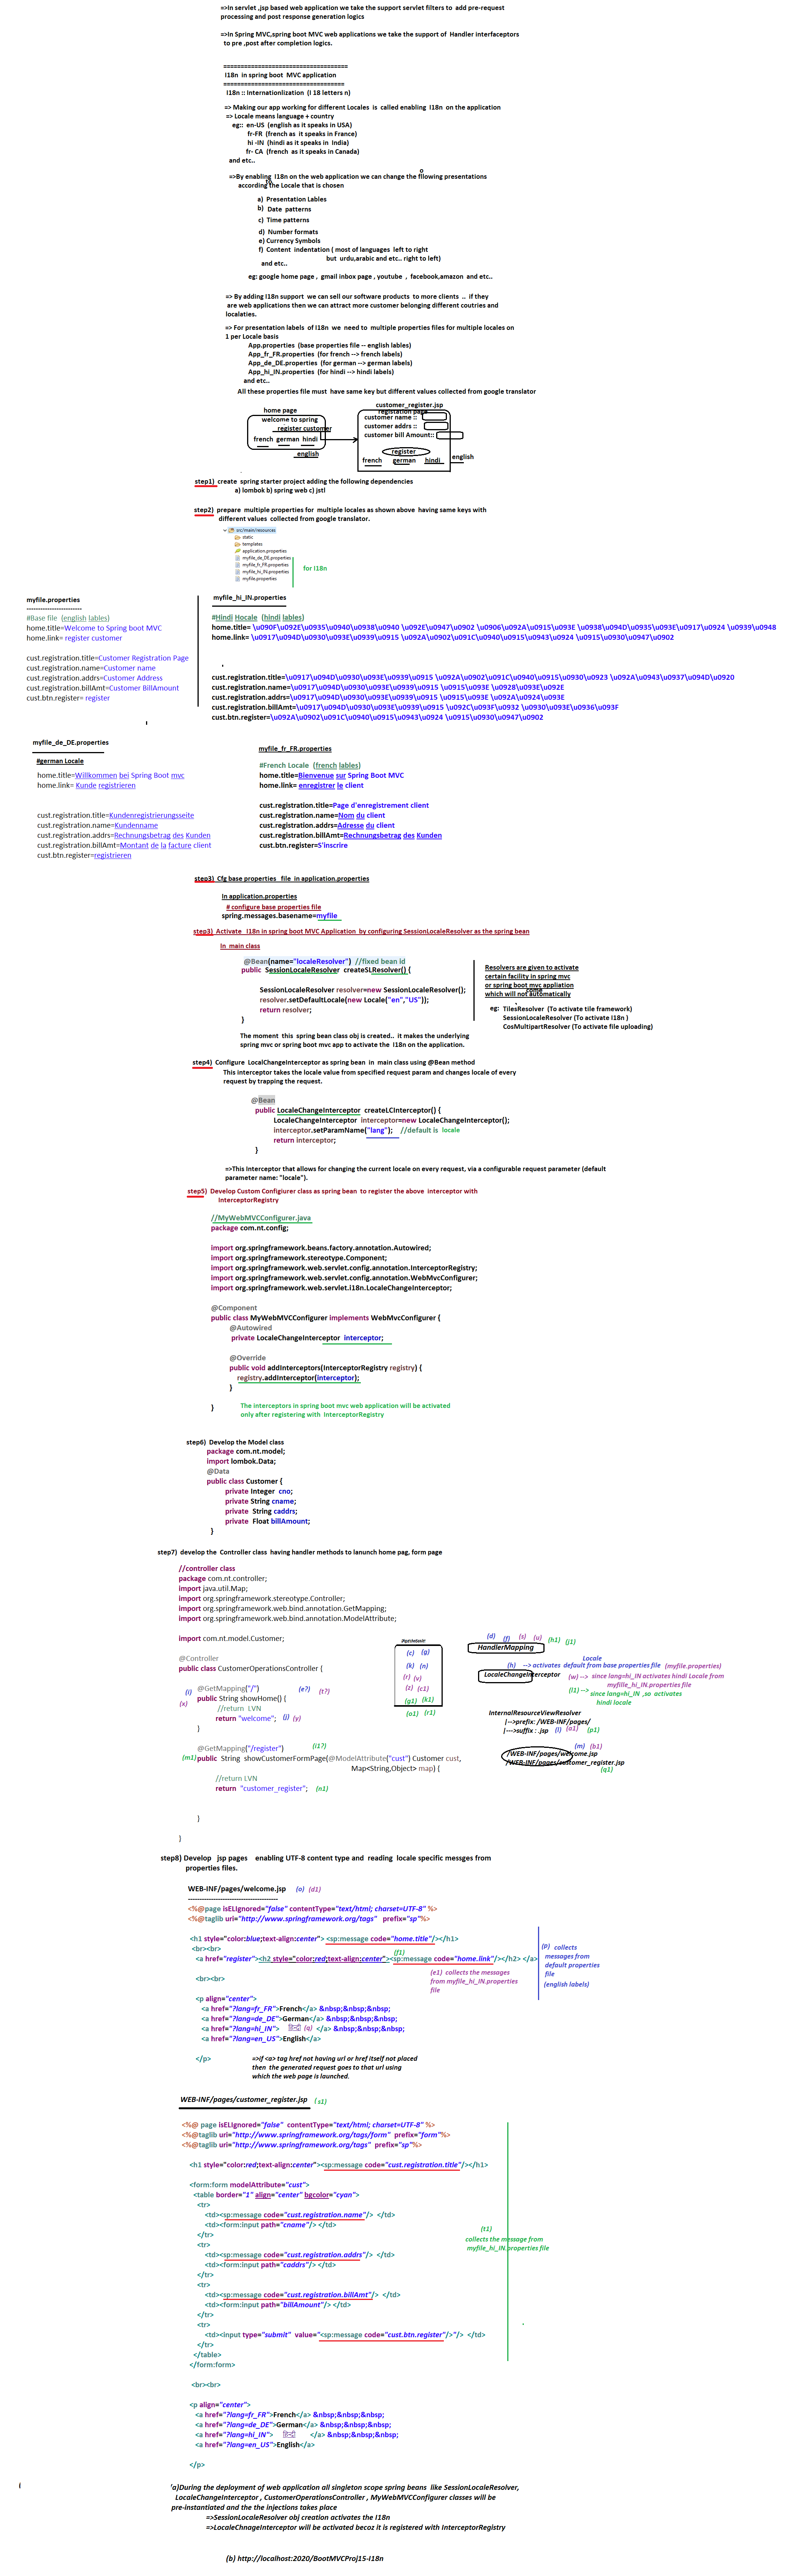 =>In servlet ,jsp based web application we take the support servlet filters to  add pre-request
processing and post response generation logics
=>In Spring MVC,spring boot MVC web applications we take the support of  Handler interfaceptors
to pre ,post after completion logics.
====================================
I18n  in spring boot  MVC application
===================================
I18n :: Internationlization  (I 18 letters n)
=> Making our app working for different Locales  is  called enabling  I18n  on the application
=> Locale means language + country
eg::  en-US  (english as it speaks in USA)
fr-FR  (french as  it speaks in France)
hi -IN  (hindi as it speaks in  India)
fr- CA  (french  as it speaks in Canada)
and etc..
=>By enabling  I18n on the web application we can change the fllowing presentations
o
according the Locale that is chosen
to
a)  Presentation Lables
b)  Date  patterns
c)  Time patterns
d)  Number formats
e) Currency Symbols
f)  Content  indentation ( most of languages  left to right
but  urdu,arabic and etc.. right to left)
and etc..
eg: google home page ,  gmail inbox page , youtube  ,  facebook,amazon  and etc..
=> By adding I18n support  we can sell our software products  to more clients  ..  if they
are web applications then we can attract more customer belonging different coutries and
localaties.
=> For presentation labels  of I18n  we  need to  multiple properties files for multiple locales on
1 per Locale basis
App.properties  (base properties file -- english lables)
App_fr_FR.properties  (for french --> french labels)
App_de_DE.properties  (for german --> german labels)
App_hi_IN.properties  (for hindi --> hindi labels)
and etc..
All these properties file must  have same key but different values collected from google translator
home page
welcome to spring
register customer
french  german  hindi
english
customer_register.jsp
registation page
customer name ::
customer addrs ::
customer bill Amount::
register
french  german  hindi  english
step1)  create  spring starter project adding the following dependencies
a) lombok b) spring web c) jstl
step2)  prepare  multiple properties for  multiple locales as shown above  having same keys with
different values  collected from google translator.
src/main/resources
static
templates
application.properties
myfile_de_DE.properties
myfile_fr_FR.properties
myfile_hi_IN.properties
myfile.properties
for I18n
myfile.properties
-------------------------
#Base file  (english lables)
home.title=Welcome to Spring boot MVC
home.link= register customer
cust.registration.title=Customer Registration Page
cust.registration.name=Customer name
cust.registration.addrs=Customer Address
cust.registration.billAmt=Customer BillAmount
cust.btn.register= register
myfile_hi_IN.properties
#Hindi Hocale  (hindi lables)
home.title= \u090F\u092E\u0935\u0940\u0938\u0940 \u092E\u0947\u0902 \u0906\u092A\u0915\u093E \u0938\u094D\u0935\u093E\u0917\u0924 \u0939\u0948
home.link= \u0917\u094D\u0930\u093E\u0939\u0915 \u092A\u0902\u091C\u0940\u0915\u0943\u0924 \u0915\u0930\u0947\u0902
cust.registration.title=\u0917\u094D\u0930\u093E\u0939\u0915 \u092A\u0902\u091C\u0940\u0915\u0930\u0923 \u092A\u0943\u0937\u094D\u0920
cust.registration.name=\u0917\u094D\u0930\u093E\u0939\u0915 \u0915\u093E \u0928\u093E\u092E
cust.registration.addrs=\u0917\u094D\u0930\u093E\u0939\u0915 \u0915\u093E \u092A\u0924\u093E
cust.registration.billAmt=\u0917\u094D\u0930\u093E\u0939\u0915 \u092C\u093F\u0932 \u0930\u093E\u0936\u093F
cust.btn.register=\u092A\u0902\u091C\u0940\u0915\u0943\u0924 \u0915\u0930\u0947\u0902
myfile_de_DE.properties
#german Locale
home.title=Willkommen bei Spring Boot mvc
home.link= Kunde registrieren
cust.registration.title=Kundenregistrierungsseite
cust.registration.name=Kundenname
cust.registration.addrs=Rechnungsbetrag des Kunden
cust.registration.billAmt=Montant de la facture client
cust.btn.register=registrieren
myfile_fr_FR.properties
#French Locale  (french lables)
home.title=Bienvenue sur Spring Boot MVC
home.link= enregistrer le client
cust.registration.title=Page d'enregistrement client
cust.registration.name=Nom du client
cust.registration.addrs=Adresse du client
cust.registration.billAmt=Rechnungsbetrag des Kunden
cust.btn.register=S'inscrire
step3)  Cfg base properties  file  in application.properties
In application.properties
# configure base properties file
spring.messages.basename=myfile
step3)  Activate   I18n in spring boot MVC Application  by configuring SessionLocaleResolver as the spring bean
In  main class
@Bean(name="localeResolver")  //fixed bean id
public  SessionLocaleResolver  createSLResolver() {
SessionLocaleResolver resolver=new SessionLocaleResolver();
resolver.setDefaultLocale(new Locale("en","US"));
return resolver;
}
Resolvers are given to activate
certain facility in spring mvc
or spring boot mvc appliation
which will not automatically
come
eg:  TilesResolver  (To activate tile framework)
SessionLocaleResolver (To activate I18n )
CosMultipartResolver  (To activate file uploading)
The moment  this  spring bean class obj is created..  it makes the underlying
spring mvc or spring boot mvc app to activate the  I18n on the application.
step4)  Configure  LocalChangeInterceptor as spring bean  in  main class using @Bean method
This interceptor takes the locale value from specified request param and changes locale of every
request by trapping the request.
@Bean
public  LocaleChangeInterceptor  createLCInterceptor() {
LocaleChangeInterceptor  interceptor=new LocaleChangeInterceptor();
interceptor.setParamName("lang");   //default is  locale
return interceptor;
}
=>This Interceptor that allows for changing the current locale on every request, via a configurable request parameter (default
parameter name: "locale").
step5)  Develop Custom Configiurer class as spring bean  to register the above  interceptor with
InterceptorRegistry
//MyWebMVCConfigurer.java
package com.nt.config;
import org.springframework.beans.factory.annotation.Autowired;
import org.springframework.stereotype.Component;
import org.springframework.web.servlet.config.annotation.InterceptorRegistry;
import org.springframework.web.servlet.config.annotation.WebMvcConfigurer;
import org.springframework.web.servlet.i18n.LocaleChangeInterceptor;
@Component
public class MyWebMVCConfigurer implements WebMvcConfigurer {
@Autowired
private LocaleChangeInterceptor  interceptor;
@Override
public void addInterceptors(InterceptorRegistry registry) {
registry.addInterceptor(interceptor);
}
}
The interceptors in spring boot mvc web application will be activated
only after registering with  InterceptorRegistry
step6)  Develop the Model class
package com.nt.model;
import lombok.Data;
@Data
public class Customer {
private Integer  cno;
private String cname;
private  String caddrs;
private  Float billAmount;
}
step7)  develop the  Controller class  having handler methods to lanunch home pag, form page
//controller class
package com.nt.controller;
import java.util.Map;
import org.springframework.stereotype.Controller;
import org.springframework.web.bind.annotation.GetMapping;
import org.springframework.web.bind.annotation.ModelAttribute;
import com.nt.model.Customer;
@Controller
public class CustomerOperationsController {
(i)  @GetMapping("/")  (e?)  (t?)
(x)  public String showHome() {
//return  LVN
return "welcome";  (j)  (y)
}
@GetMapping("/register")  (i1?)
(m1)  public  String  showCustomerFormPage(@ModelAttribute("cust") Customer cust,
Map<String,Object> map) {
//return LVN
return  "customer_register";  (n1)
}
}
(c)  (g)
(k)  (n)
(r)  (v)
(z)  (c1)
(g1)  (k1)
(o1)  (r1)
(d)  (f)  (s)  (u)  (h1)  (j1)
HandlerMapping
Locale
(h)  --> activates  default from base properties file  (myfile.properties)
LocaleChangeInterceptor  (w) -->  since lang=hi_IN activates hindi Locale from
myfille_hi_IN.properties file
(l1) -->
since lang=hi_IN  ,so  activates
hindi locale
InternalResourceViewResolver
|-->prefix: /WEB-INF/pages/
|--->suffix : .jsp  (l)  (a1)  (p1)
(m)  (b1)
/WEB-INF/pages/welcome.jsp
/WEB-INF/pages/customer_register.jsp
(q1)
step8) Develop   jsp pages    enabling UTF-8 content type and  reading  locale specific messges from
properties files.
WEB-INF/pages/welcome.jsp  (o)  (d1)
----------------------------------------
<%@page isELIgnored="false" contentType="text/html; charset=UTF-8" %>
<%@taglib uri="http://www.springframework.org/tags"   prefix="sp"%>
<h1 style="color:blue;text-align:center"> <sp:message code="home.title"/></h1>
<br><br>
(f1)
<a href="register"><h2 style="color:red;text-align:center"><sp:message code="home.link"/></h2> </a>
(e1)  collects the messages
from myfile_hi_IN.properties
file
(p)  collects
messages from
default properties
file
(english labels)
<br><br>
<p align="center">
<a href="?lang=fr_FR">French</a> &nbsp;&nbsp;&nbsp;
<a href="?lang=de_DE">German</a> &nbsp;&nbsp;&nbsp;
<a href="?lang=hi_IN">  हिन्दी  (q)  </a> &nbsp;&nbsp;&nbsp;
<a href="?lang=en_US">English</a>
</p>
=>if <a> tag href not having url or href itself not placed
then  the generated request goes to that url using
which the web page is launched.
WEB-INF/pages/customer_register.jsp  ( s1)
<%@ page isELIgnored="false"  contentType="text/html; charset=UTF-8" %>
<%@taglib uri="http://www.springframework.org/tags/form"  prefix="form"%>
<%@taglib uri="http://www.springframework.org/tags"  prefix="sp"%>
<h1 style="color:red;text-align:center"><sp:message code="cust.registration.title"/></h1>
<form:form modelAttribute="cust">
<table border="1" align="center" bgcolor="cyan">
<tr>
<td><sp:message code="cust.registration.name"/>  </td>
<td><form:input path="cname"/> </td>
</tr>
<tr>
<td><sp:message code="cust.registration.addrs"/>  </td>
<td><form:input path="caddrs"/> </td>
</tr>
<tr>
<td><sp:message code="cust.registration.billAmt"/>  </td>
<td><form:input path="billAmount"/> </td>
</tr>
<tr>
<td><input type="submit"  value="<sp:message code="cust.btn.register"/>"/>  </td>
</tr>
</table>
</form:form>
(t1)
collects the message from
myfile_hi_IN.properties file
<br><br>
<p align="center">
<a href="?lang=fr_FR">French</a> &nbsp;&nbsp;&nbsp;
<a href="?lang=de_DE">German</a> &nbsp;&nbsp;&nbsp;
<a href="?lang=hi_IN">  हिन्दी  </a> &nbsp;&nbsp;&nbsp;
<a href="?lang=en_US">English</a>
</p>
'a)During the deployment of web application all singleton scope spring beans  like SessionLocaleResolver,
LocaleChangeInterceptor , CustomerOperationsController , MyWebMVCConfigurer classes will be
pre-instantiated and the the injections takes place
=>SessionLocaleResolver obj creation activates the I18n
=>LocaleChnageInterceptor will be activated becoz it is registered with InterceptorRegistry
(b) http://localhost:2020/BootMVCProj15-I18n